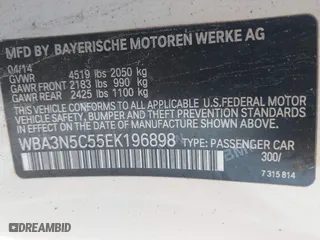 MFD. BY BAYERISCHE MOTOREN WERKE AG
04/14
GVWR 4519 lbs 2050 kg
GAWR FRONT 2183 lbs 990 kg
GAWR REAR 2425 lbs 1100 kg
THIS VEHICLE CONFORMS TO ALL APPLICABLE U.S.FEDERAL MOTOR
VEHICLE SAFETY, BUMPER, AND THEFT PREVENTION STANDARDS IN
EFFECT ON THE DATE OF MANUFACTURE SHOWN ABOVE.
WBA3N5C55EK196898 TYPE: PASSENGER CAR
300/
7 315 814
DRIVEMOTIVE